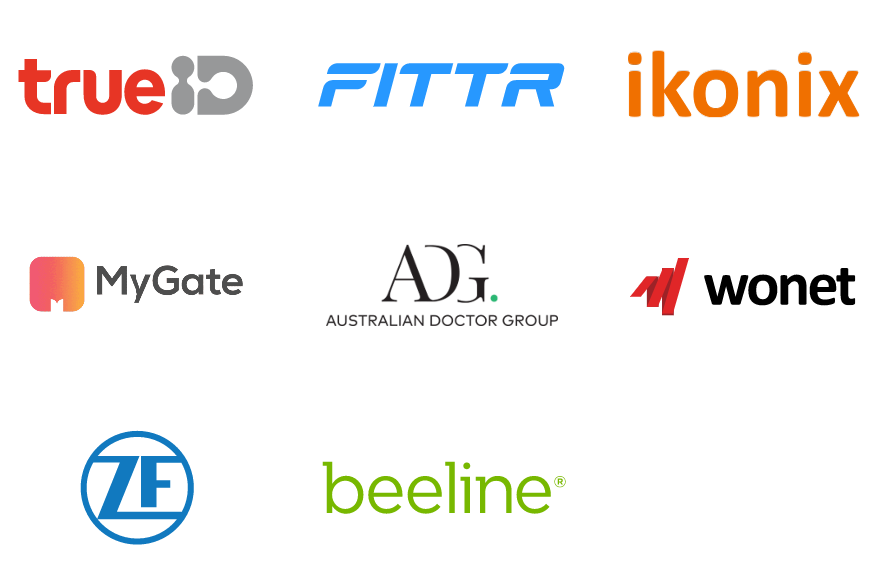 trueID
FITTR
ikonix
MyGate
ADG.
AUSTRALIAN DOCTOR GROUP
wonet
ZF
beeline®